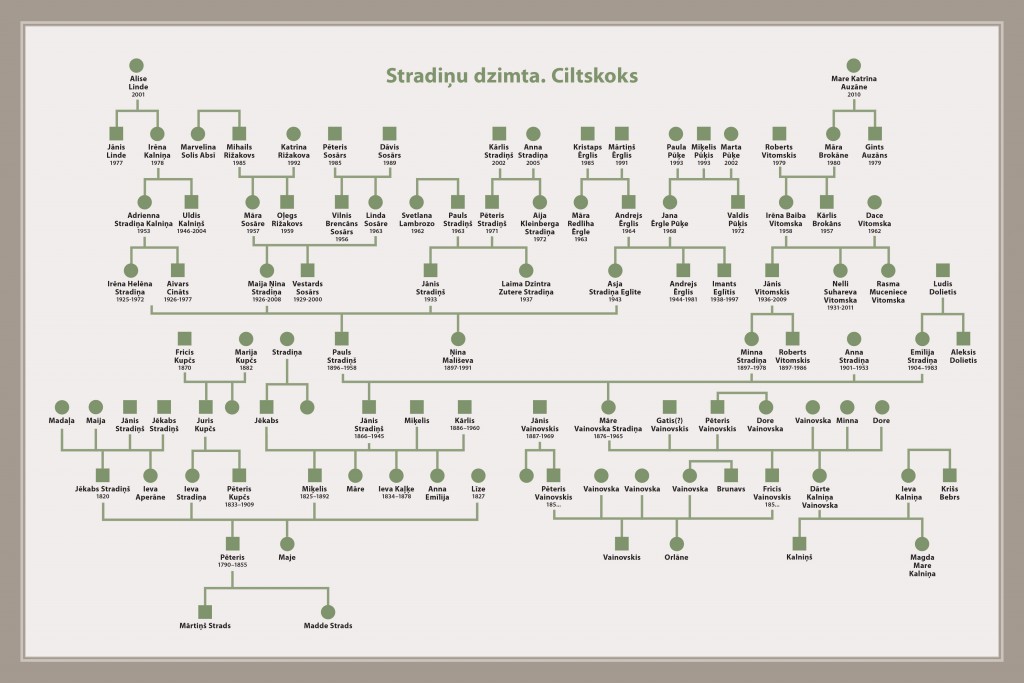 Stradiņu dzimta. Ciltskoks
Alise
Linde
2001
Mare Katrīna
Auzāne
2010
Jānis
Linde
1977
Irēna
Kalniņa
1978
Marvelina
Solis Absi
Mihails
Rižakovs
1985
Katrīna
Rižakova
1992
Pēteris
Sosārs
1985
Dāvis
Sosārs
1989
Kārlis
Stradiņš
2002
Anna
Stradiņa
2005
Kristaps
Ērglis
1985
Mārtiņš
Ērglis
1991
Paula
Pūķe
1993
Miķelis
Pūķis
1993
Marta
Pūķe
2002
Roberts
Vitomskis
1979
Māra
Brokāne
1980
Gints
Auzāns
1979
Adrienna
Stradiņa Kalniņa
1953
Uldis
Kalniņš
1946-2004
Māra
Sosāre
1957
Oļegs
Rižakovs
1959
Vilnis
Brencāns
Sosārs
1956
Linda
Sosāre
1963
Svetlana
Lambrozo
1962
Pauls
Stradiņš
1963
Pēteris
Stradiņš
1971
Aija
Kleinberga
Stradiņa
1972
Māra
Redliha
Ērgle
1963
Andrejs
Ērglis
1964
Jana
Ērgle Pūķe
1968
Valdis
Pūķis
1972
Irēna Baiba
Vitomska
1958
Kārlis
Brokāns
1957
Dace
Vitomska
1962
Irēna Helēna
Stradiņa
1925-1972
Aivars
Cināts
1926-1977
Maija Ņina
Stradiņa
1926-2008
Vestards
Sosārs
1929-2000
Jānis
Stradiņš
1933
Laima Dzintra
Zutere Stradiņa
1937
Asja
Stradiņa Eglīte
1943
Andrejs
Ērglis
1944-1981
Imants
Eglītis
1938-1997
Jānis
Vitomskis
1936-2009
Nelli
Suhareva
Vitomska
1931-2011
Rasma
Muceniece
Vitomska
Ludis
Dolietis
Fricis
Kupčs
1870
Marija
Kupčs
1882
Stradiņa
Pauls
Stradiņš
1896–1958
Ņina
Mališeva
1897-1991
Minna
Stradiņa
1897–1978
Roberts
Vitomskis
1897-1986
Anna
Stradiņa
1901–1953
Emīlija
Stradiņa
1904–983
Aleksis
Dolietis
Madaļa
Maija
Jānis
Stradiņš
Jēkabs
Stradiņš
Juris
Kupčs
Jēkabs
Jānis
Stradiņš
1866–1945
Miķelis
Kārlis
1886–1960
Jānis
Vainovskis
1887-1969
Māre
Vainovska Stradiņa
1876–1965
Gatis(?)
Vainovskis
Pēteris
Vainovskis
Dore
Vainovska
Vainovska
Minna
Dore
Jēkabs Stradiņš
1820
Ieva
Aperāne
Ieva
Stradiņa
Pēteris
Kupčs
1833–1909
Miķelis
1825–1892
Māre
Ieva Kaļķe
1834–1878
Anna
Emīlija
Līze
1827
Pēteris
Vainovskis
185...
Vainovska
Vainovska
Vainovska
Brunavs
Fricis
Vainovskis
185...
Dārte
Kalniņa
Vainovska
Ieva
Kalniņa
Krišs
Bebrs
Pēteris
1790–1855
Maje
Vainovskis
Orlāne
Kalniņš
Magda
Mare
Kalniņa
Mārtiņš Strads
Madde Strads